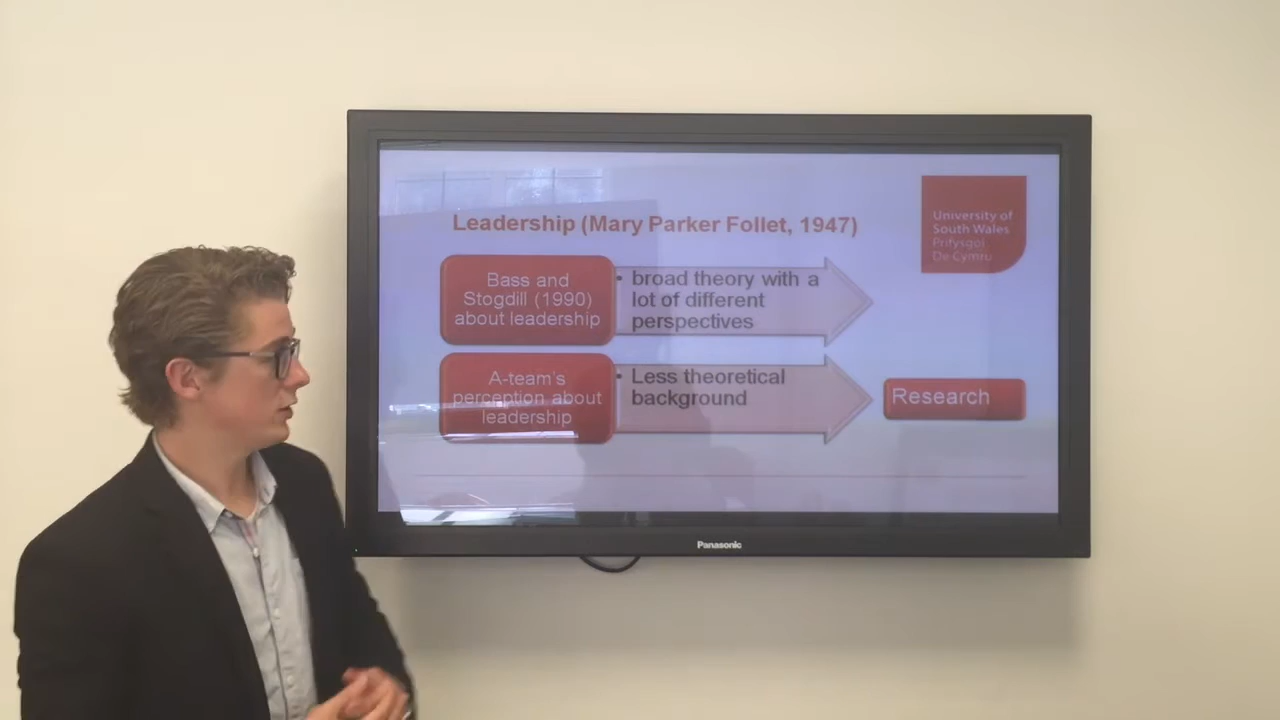 Leadership (Mary Parker Follet, 1947)
University of
South Wales
Prifysgol
De Cymru
Bass and
Stogdill (1990)
about leadership
• broad theory with a
lot of different
perspectives
A-team's
perception about
leadership
• Less theoretical
background
Research
Panasonic